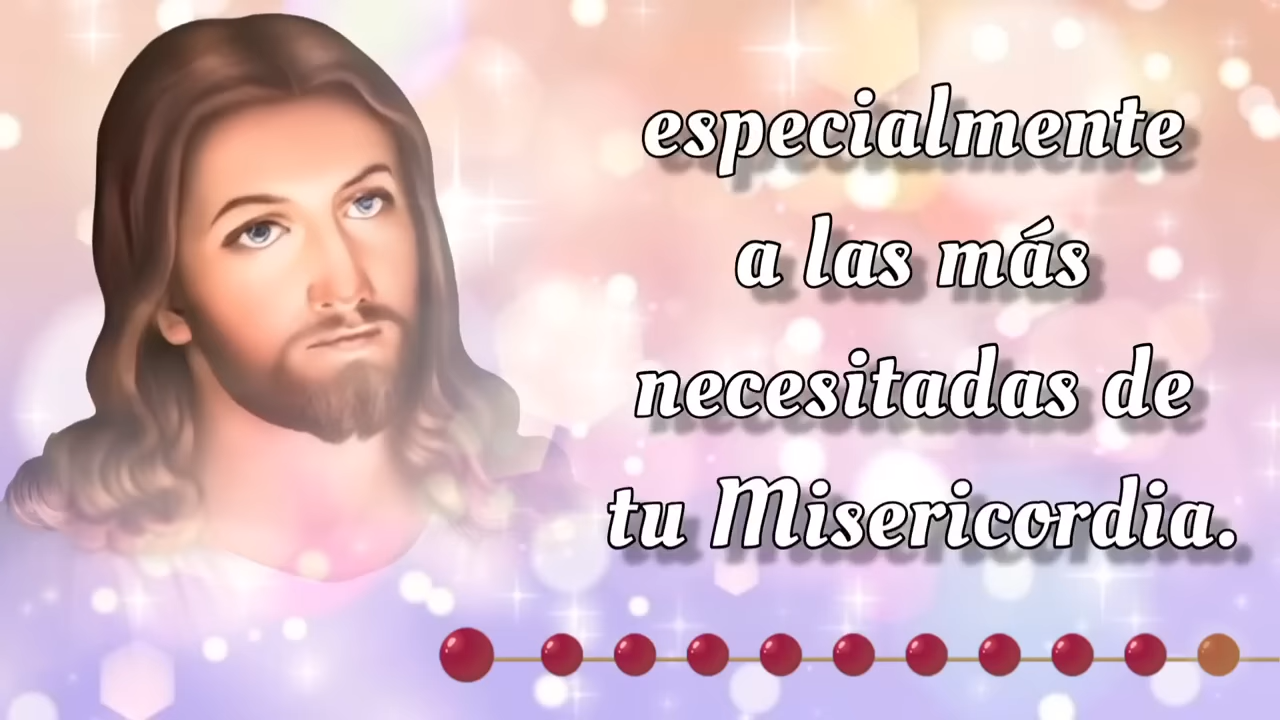 especialmente
a las más
necesitadas de
tu Misericordia.